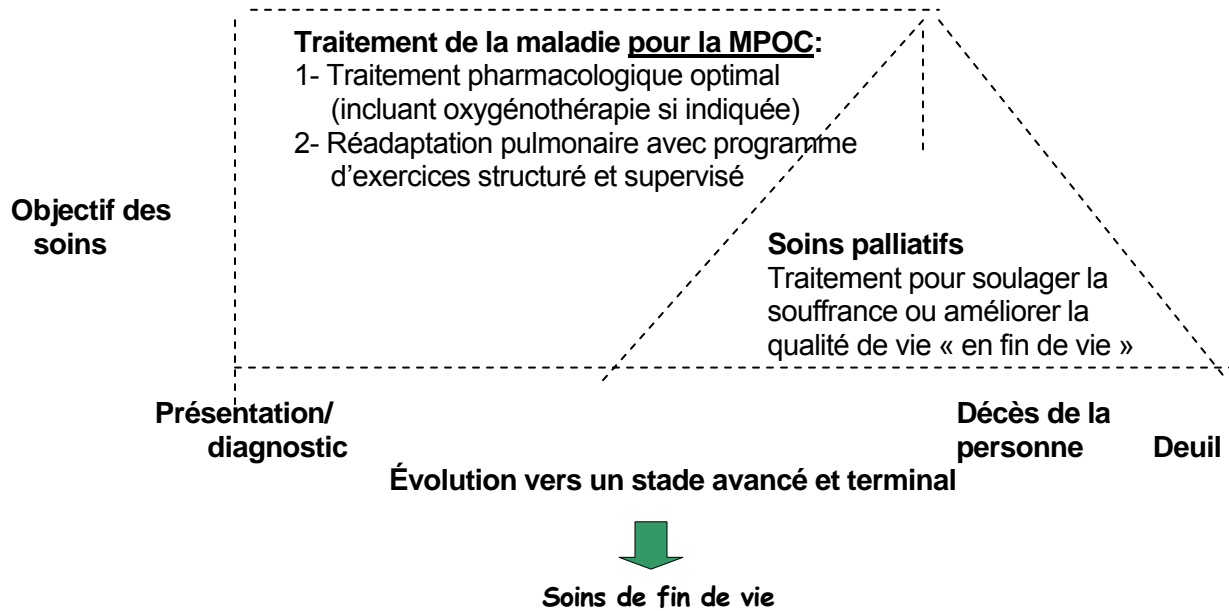 Traitement de la maladie pour la MPOC:
1- Traitement pharmacologique optimal
(incluant oxygénothérapie si indiquée)
2- Réadaptation pulmonaire avec programme
d’exercices structuré et supervisé
Objectif des
soins
Soins palliatifs
Traitement pour soulager la
souffrance ou améliorer la
qualité de vie « en fin de vie »
Présentation/
diagnostic
Décès de la
personne
Deuil
Évolution vers un stade avancé et terminal
Soins de fin de vie